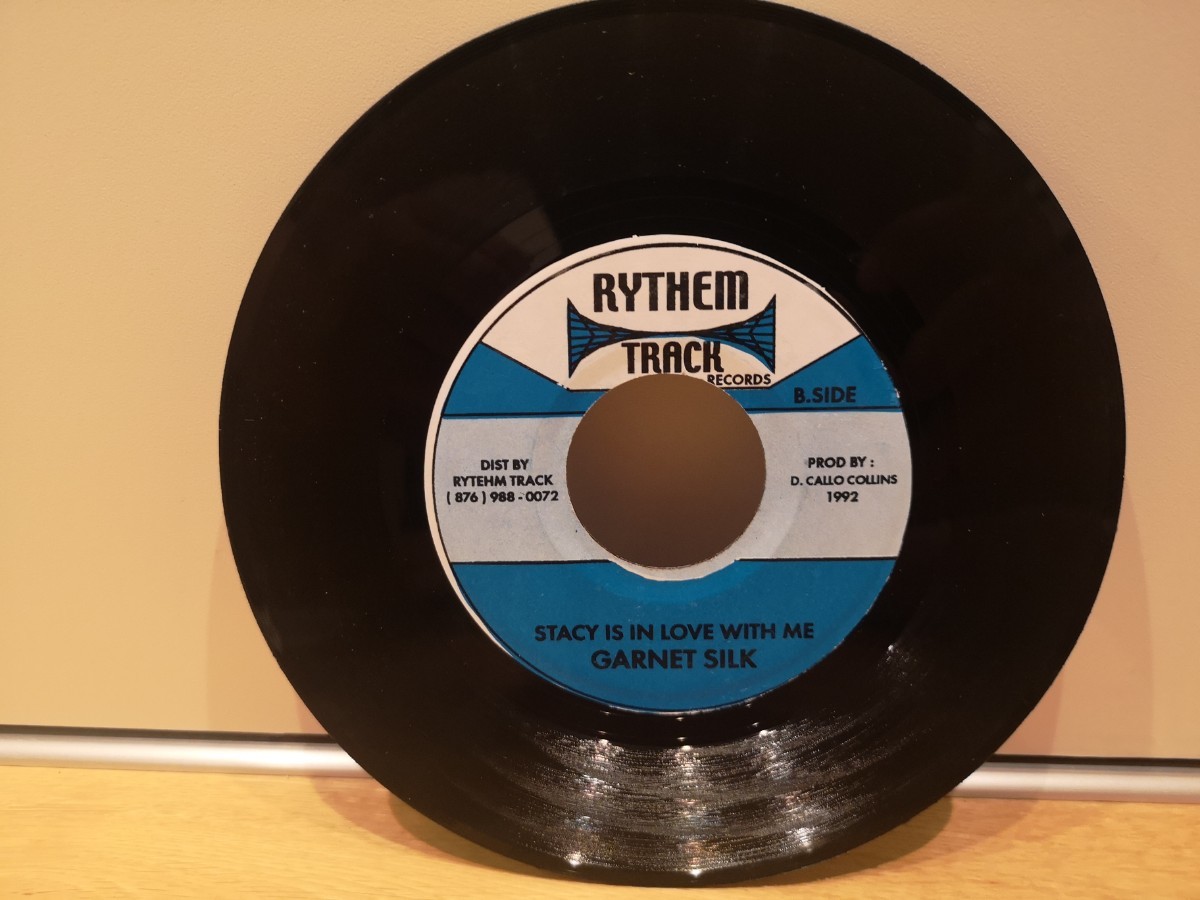 RYTHEM
TRACK
RECORDS
B.SIDE
DIST BY
RYTEHM TRACK
( 876 ) 988 - 0072
PROD BY :
D. CALLO COLLINS
1992
STACY IS IN LOVE WITH ME
GARNET SILK